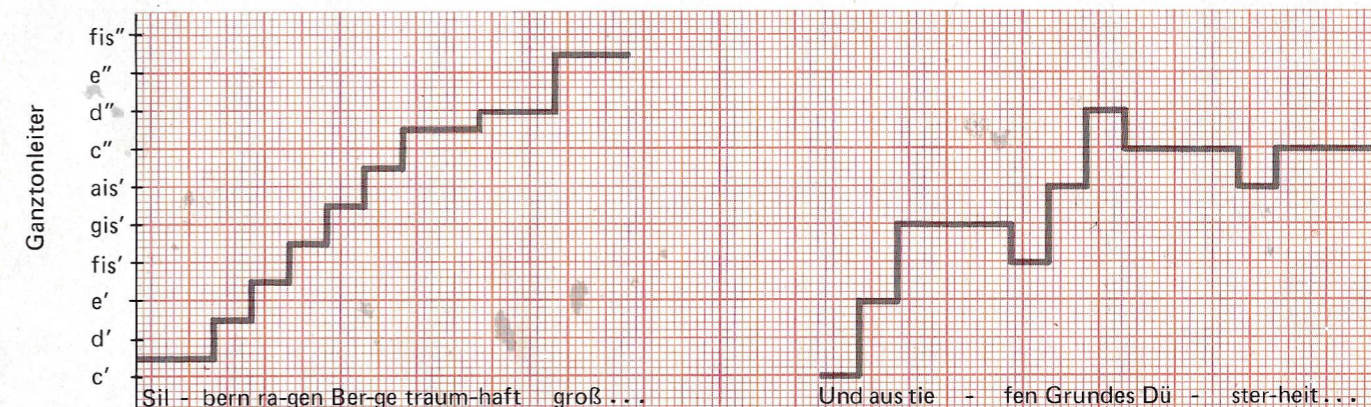 Ganztonleiter
fis"
e"
d"
c"
ais'
gis'
fis'
e'
d'
c'
Sil - bern ra-gen Ber-ge traum-haft groß ... Und aus tie - fen Grundes Dü - ster-heit ...